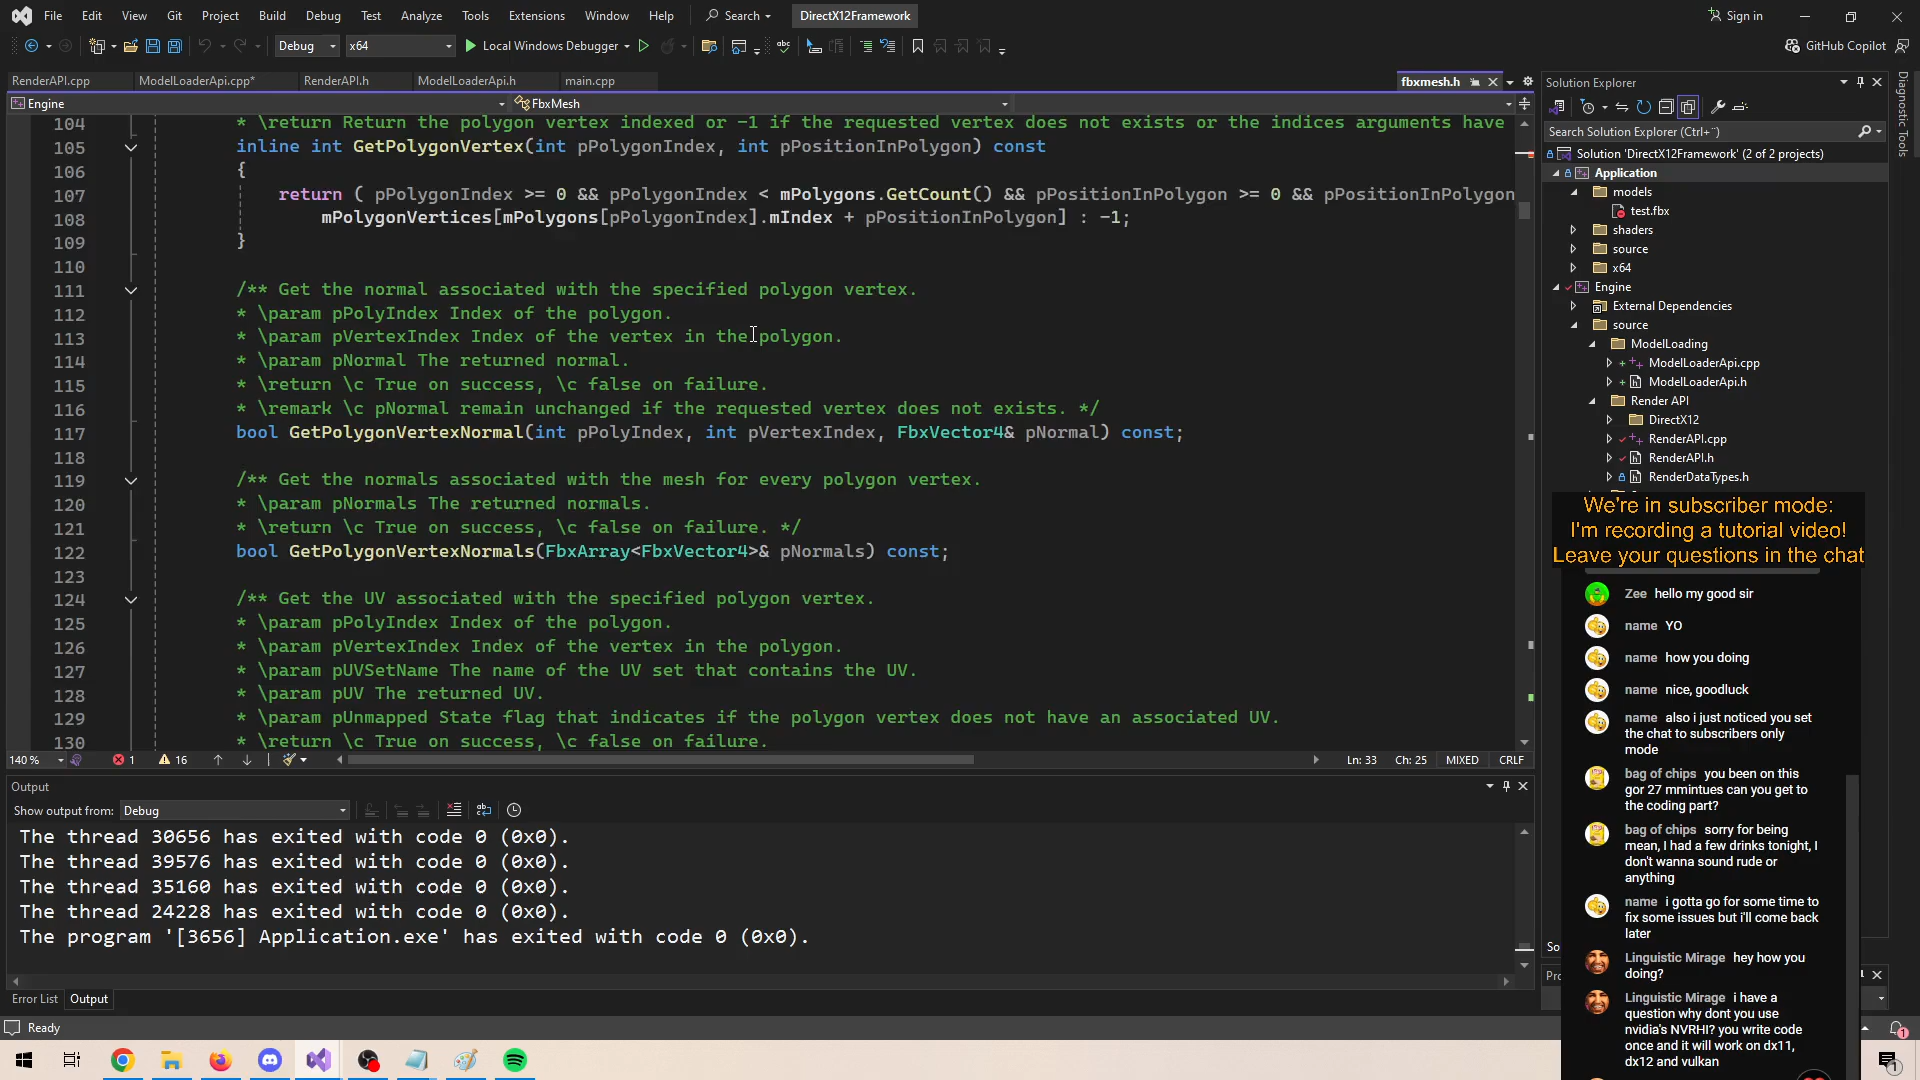 File Edit View Git Project Build Debug Test Analyze Tools Extensions Window Help Search DirectX12Framework Sign in
Debug x64 Local Windows Debugger GitHub Copilot
RenderAPI.cpp ModelLoaderApi.cpp* RenderAPI.h ModelLoaderApi.h main.cpp fbxmesh.h
Engine FbxMesh
104 * \return Return the polygon vertex indexed or -1 if the requested vertex does not exists or the indices arguments have
105 inline int GetPolygonVertex(int pPolygonIndex, int pPositionInPolygon) const
106 {
107 return ( pPolygonIndex >= 0 && pPolygonIndex < mPolygons.GetCount() && pPositionInPolygon >= 0 && pPositionInPolygon
108 mPolygonVertices[mPolygons[pPolygonIndex].mIndex + pPositionInPolygon] : -1;
109 }
110
111 /** Get the normal associated with the specified polygon vertex.
112 * \param pPolyIndex Index of the polygon.
113 * \param pVertexIndex Index of the vertex in the polygon.
114 * \param pNormal The returned normal.
115 * \return \c True on success, \c false on failure.
116 * \remark \c pNormal remain unchanged if the requested vertex does not exists. */
117 bool GetPolygonVertexNormal(int pPolyIndex, int pVertexIndex, FbxVector4& pNormal) const;
118
119 /** Get the normals associated with the mesh for every polygon vertex.
120 * \param pNormals The returned normals.
121 * \return \c True on success, \c false on failure. */
122 bool GetPolygonVertexNormals(FbxArray<FbxVector4>& pNormals) const;
123
124 /** Get the UV associated with the specified polygon vertex.
125 * \param pPolyIndex Index of the polygon.
126 * \param pVertexIndex Index of the vertex in the polygon.
127 * \param pUVSetName The name of the UV set that contains the UV.
128 * \param pUV The returned UV.
129 * \param pUnmapped State flag that indicates if the polygon vertex does not have an associated UV.
130 * \return \c True on success, \c false on failure.
140 % 1 16 Ln: 33 Ch: 25 MIXED CRLF
Output
Show output from: Debug
The thread 30656 has exited with code 0 (0x0).
The thread 39576 has exited with code 0 (0x0).
The thread 35160 has exited with code 0 (0x0).
The thread 24228 has exited with code 0 (0x0).
The program '[3656] Application.exe' has exited with code 0 (0x0).
Error List Output
Ready
Solution Explorer
Search Solution Explorer (Ctrl+¨)
Solution 'DirectX12Framework' (2 of 2 projects)
Application
models
test.fbx
shaders
source
x64
Engine
External Dependencies
source
ModelLoading
ModelLoaderApi.cpp
ModelLoaderApi.h
Render API
DirectX12
RenderAPI.cpp
RenderAPI.h
RenderDataTypes.h
Diagnostic Tools
We're in subscriber mode:
I'm recording a tutorial video!
Leave your questions in the chat
Zee hello my good sir
name YO
name how you doing
name nice, goodluck
name also i just noticed you set
the chat to subscribers only
mode
bag of chips you been on this
gor 27 mmintues can you get to
the coding part?
bag of chips sorry for being
mean, I had a few drinks tonight, I
don't wanna sound rude or
anything
name i gotta go for some time to
fix some issues but i'll come back
later
Linguistic Mirage hey how you
doing?
Linguistic Mirage i have a
question why dont you use
nvidia's NVRHI? you write code
once and it will work on dx11,
dx12 and vulkan
So
Pro
1
1